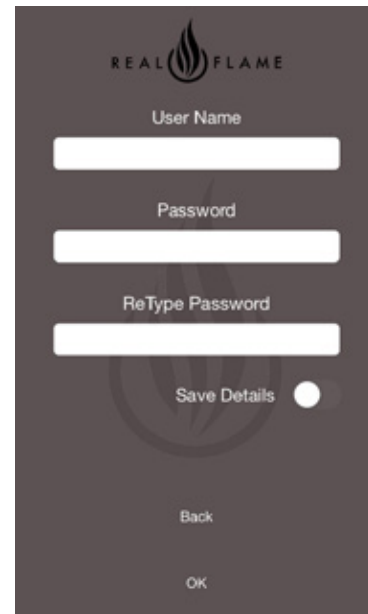 REAL FLAME
User Name
Password
ReType Password
Save Details
Back
OK